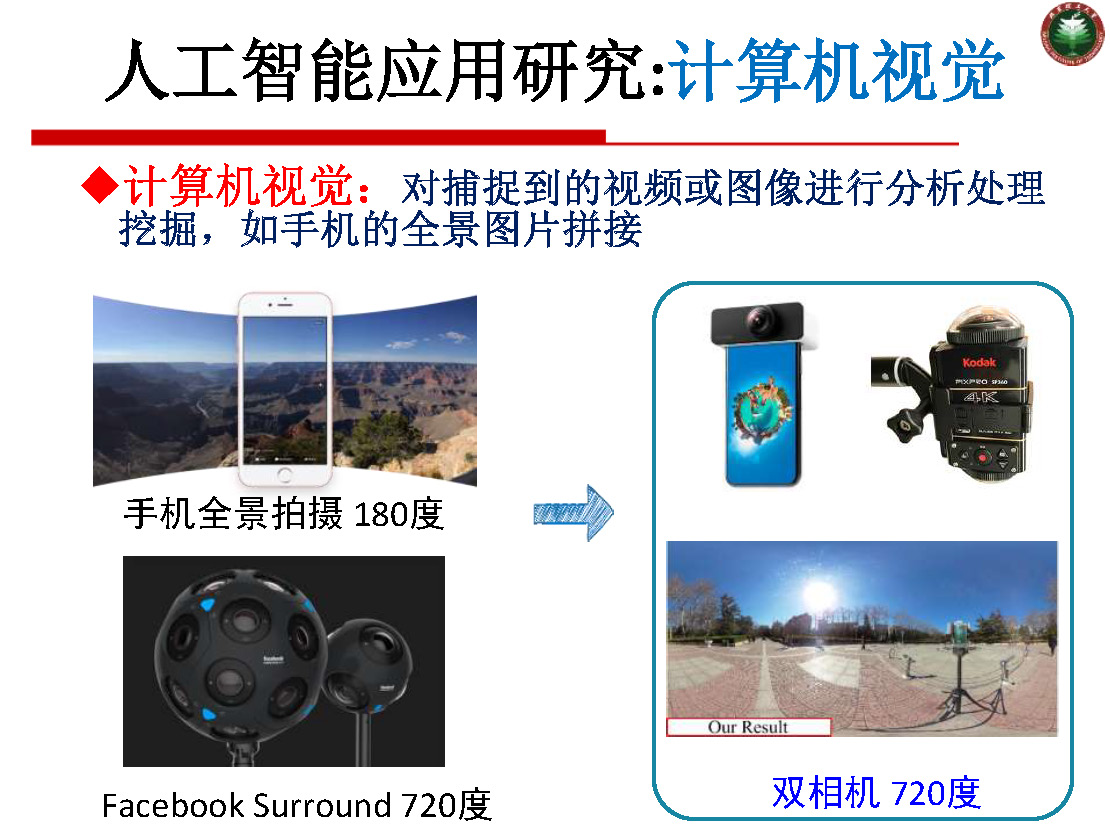 人工智能应用研究:计算机视觉
◆计算机视觉：对捕捉到的视频或图像进行分析处理
挖掘，如手机的全景图片拼接
手机全景拍摄 180度
Facebook Surround 720度
Kodak
PIXPRO SP360
4K
Our Result
双相机 720度